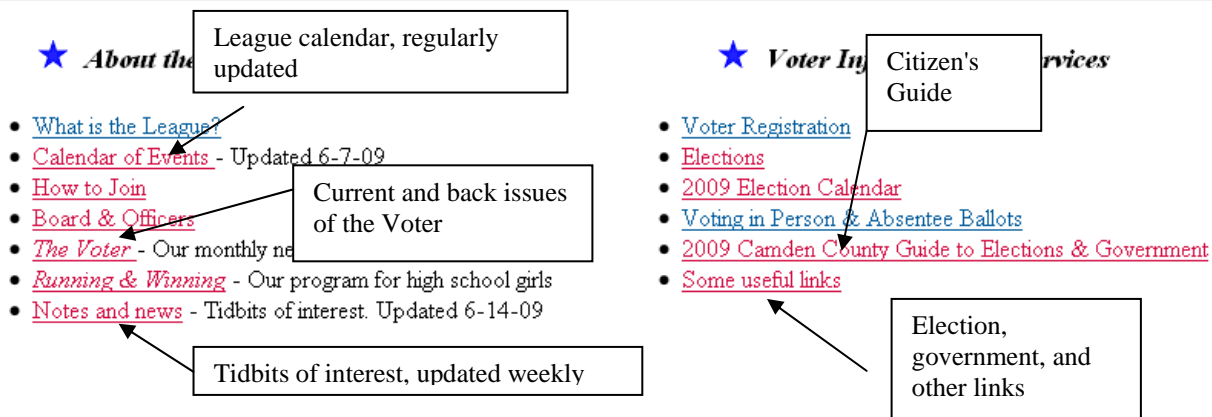 About the
League calendar, regularly
updated
What is the League?
Calendar of Events - Updated 6-7-09
How to Join
Board & Officers
Current and back issues
of the Voter
The Voter - Our monthly
Running & Winning - Our program for high school girls
Notes and news - Tidbits of interest. Updated 6-14-09
Tidbits of interest, updated weekly
Voter
Citizen's
Guide
Voter Registration
Elections
2009 Election Calendar
Voting in Person & Absentee Ballots
2009 Camden County Guide to Elections & Government
Some useful links
Election,
government, and
other links